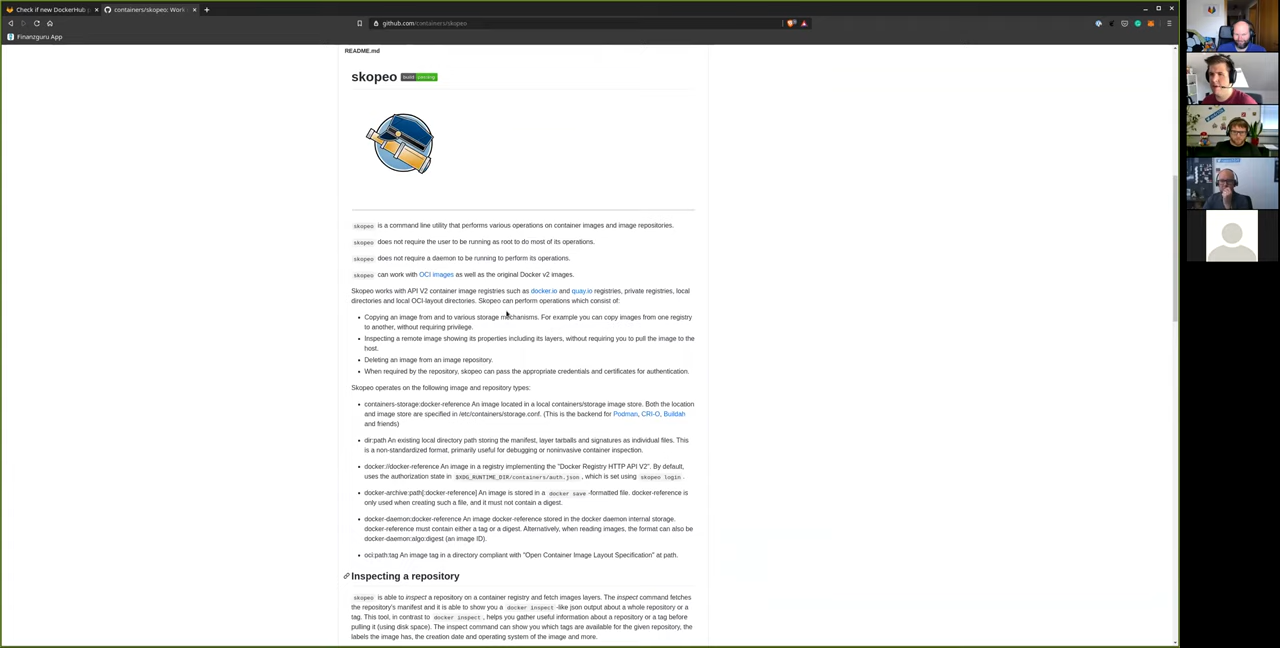 Check if new DockerHub
containers/skopeo: Work
github.com/containers/skopeo
Finanzguru App
README.md
skopeo build passing
skopeo is a command line utility that performs various operations on container images and image repositories.
skopeo does not require the user to be running as root to do most of its operations.
skopeo does not require a daemon to be running to perform its operations.
skopeo can work with OCI images as well as the original Docker v2 images.
Skopeo works with API V2 container image registries such as docker.io and quay.io registries, private registries, local
directories and local OCI-layout directories. Skopeo can perform operations which consist of:
• Copying an image from and to various storage mechanisms. For example you can copy images from one registry
to another, without requiring privilege.
• Inspecting a remote image showing its properties including its layers, without requiring you to pull the image to the
host.
• Deleting an image from an image repository.
• When required by the repository, skopeo can pass the appropriate credentials and certificates for authentication.
Skopeo operates on the following image and repository types:
• containers-storage:docker-reference An image located in a local containers/storage image store. Both the location
and image store are specified in /etc/containers/storage.conf. (This is the backend for Podman, CRI-O, Buildah
and friends)
• dir:path An existing local directory path storing the manifest, layer tarballs and signatures as individual files. This
is a non-standardized format, primarily useful for debugging or noninvasive container inspection.
• docker://docker-reference An image in a registry implementing the "Docker Registry HTTP API V2". By default,
uses the authorization state in $XDG_RUNTIME_DIR/containers/auth.json , which is set using skopeo login .
• docker-archive:path[:docker-reference] An image is stored in a docker save -formatted file. docker-reference is
only used when creating such a file, and it must not contain a digest.
• docker-daemon:docker-reference An image docker-reference stored in the docker daemon internal storage.
docker-reference must contain either a tag or a digest. Alternatively, when reading images, the format can also be
docker-daemon:algo:digest (an image ID).
• oci:path:tag An image tag in a directory compliant with "Open Container Image Layout Specification" at path.
Inspecting a repository
skopeo is able to inspect a repository on a container registry and fetch images layers. The inspect command fetches
the repository's manifest and it is able to show you a docker inspect -like json output about a whole repository or a
tag. This tool, in contrast to docker inspect , helps you gather useful information about a repository or a tag before
pulling it (using disk space). The inspect command can show you which tags are available for the given repository, the
labels the image has, the creation date and operating system of the image and more.